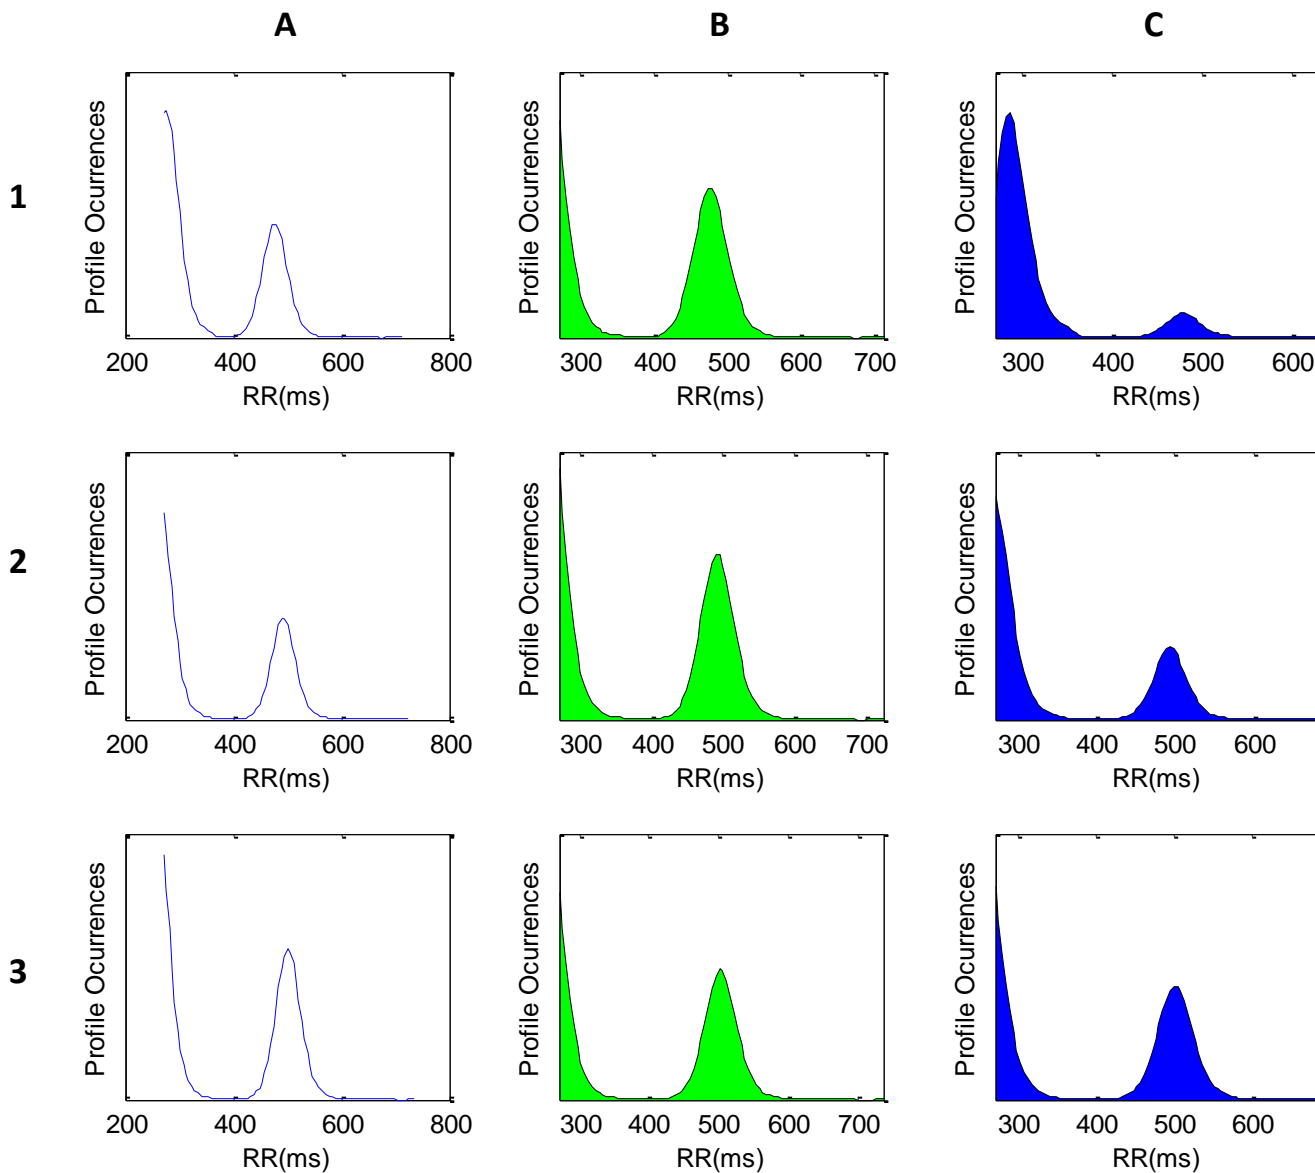 A B C
1
Profile Ocurrences Profile Ocurrences Profile Ocurrences
200 400 600 800 300 400 500 600 700 300 400 500 600
RR(ms) RR(ms) RR(ms)
2
Profile Ocurrences Profile Ocurrences Profile Ocurrences
200 400 600 800 300 400 500 600 700 300 400 500 600
RR(ms) RR(ms) RR(ms)
3
Profile Ocurrences Profile Ocurrences Profile Ocurrences
200 400 600 800 300 400 500 600 700 300 400 500 600
RR(ms) RR(ms) RR(ms)